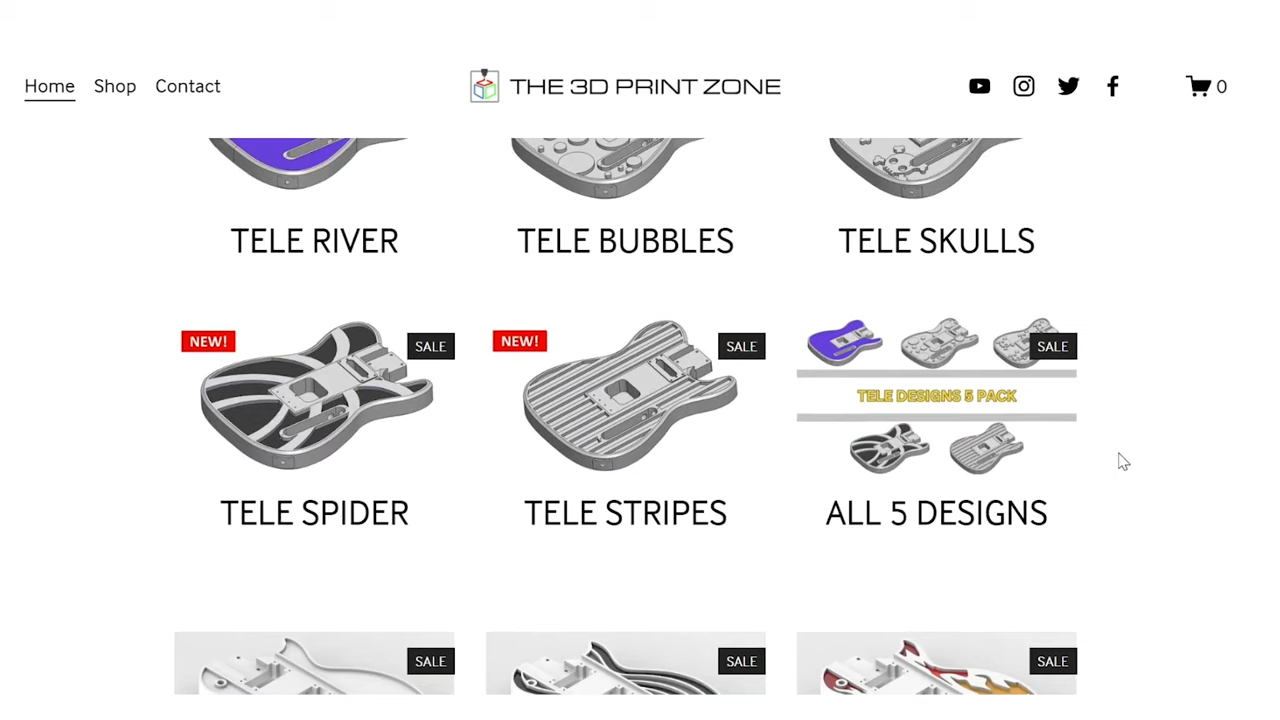 Home Shop Contact THE 3D PRINT ZONE 0
TELE RIVER TELE BUBBLES TELE SKULLS
NEW! SALE NEW! SALE SALE
TELE DESIGNS 5 PACK
TELE SPIDER TELE STRIPES ALL 5 DESIGNS
SALE SALE SALE